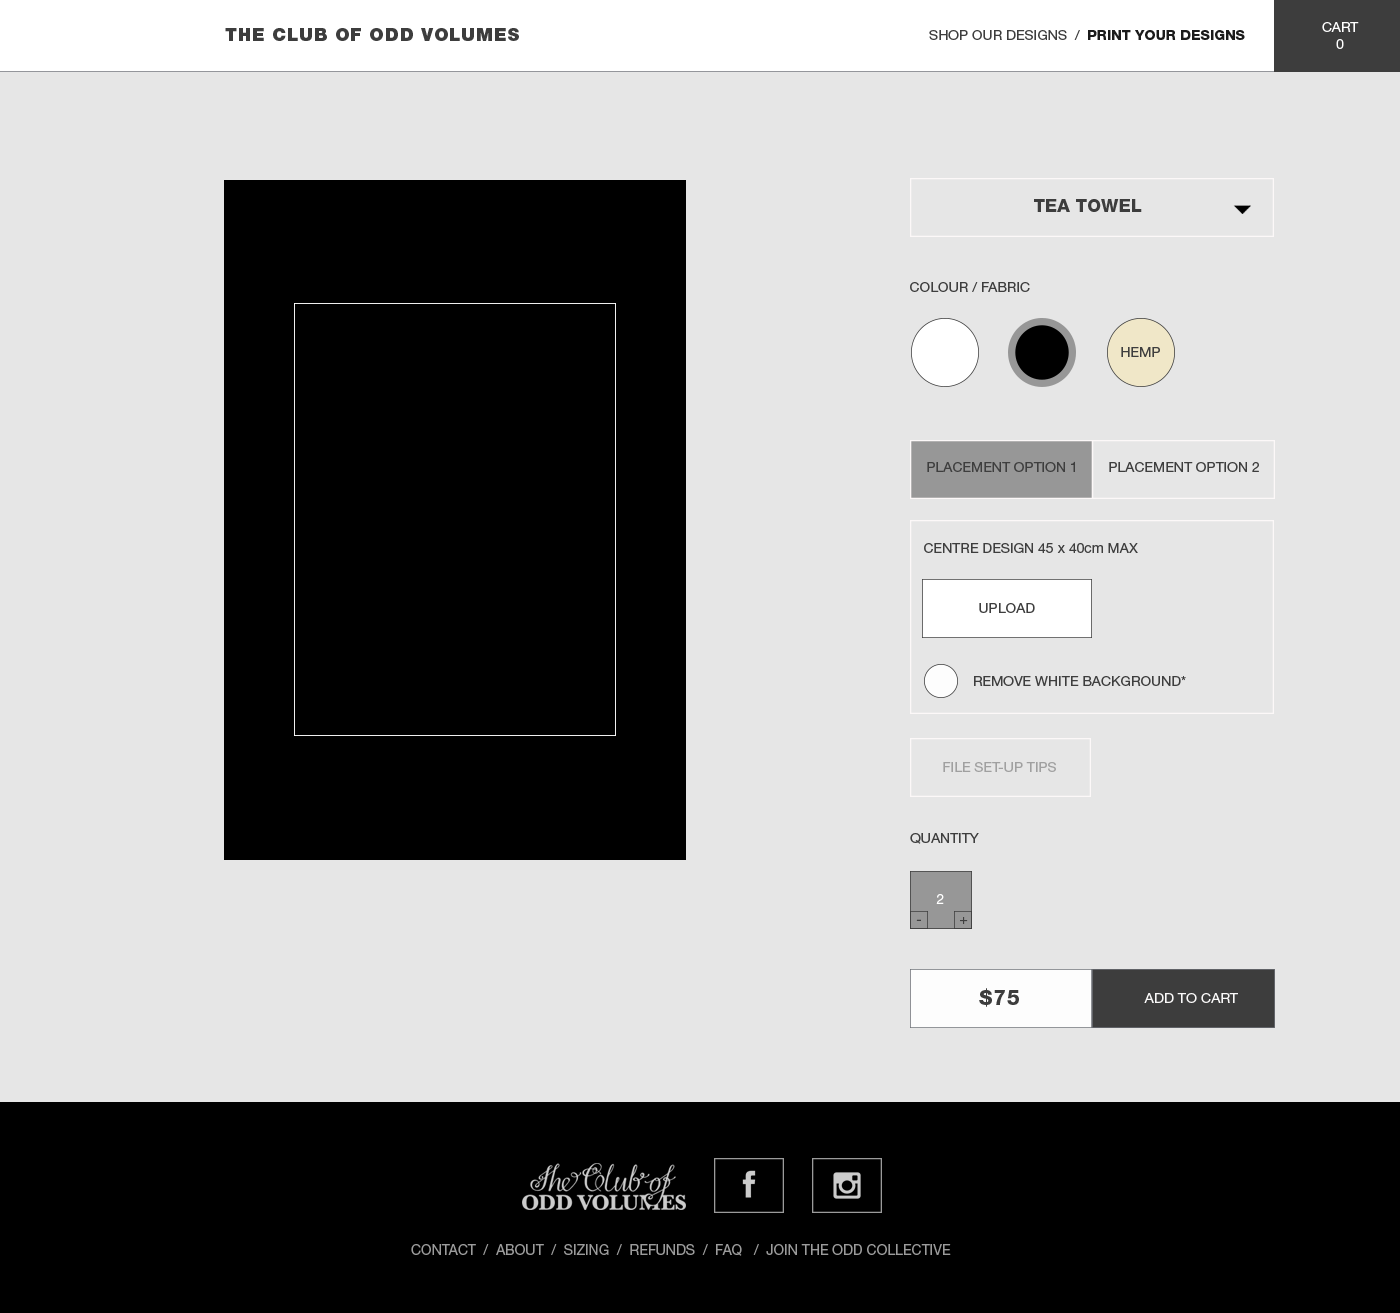 THE CLUB OF ODD VOLUMES
SHOP OUR DESIGNS / PRINT YOUR DESIGNS
CART
0
TEA TOWEL
COLOUR / FABRIC
HEMP
PLACEMENT OPTION 1
PLACEMENT OPTION 2
CENTRE DESIGN 45 x 40cm MAX
UPLOAD
REMOVE WHITE BACKGROUND*
FILE SET-UP TIPS
QUANTITY
2
- +
$75
ADD TO CART
The Club of
ODD VOLUMES
f
CONTACT / ABOUT / SIZING / REFUNDS / FAQ / JOIN THE ODD COLLECTIVE